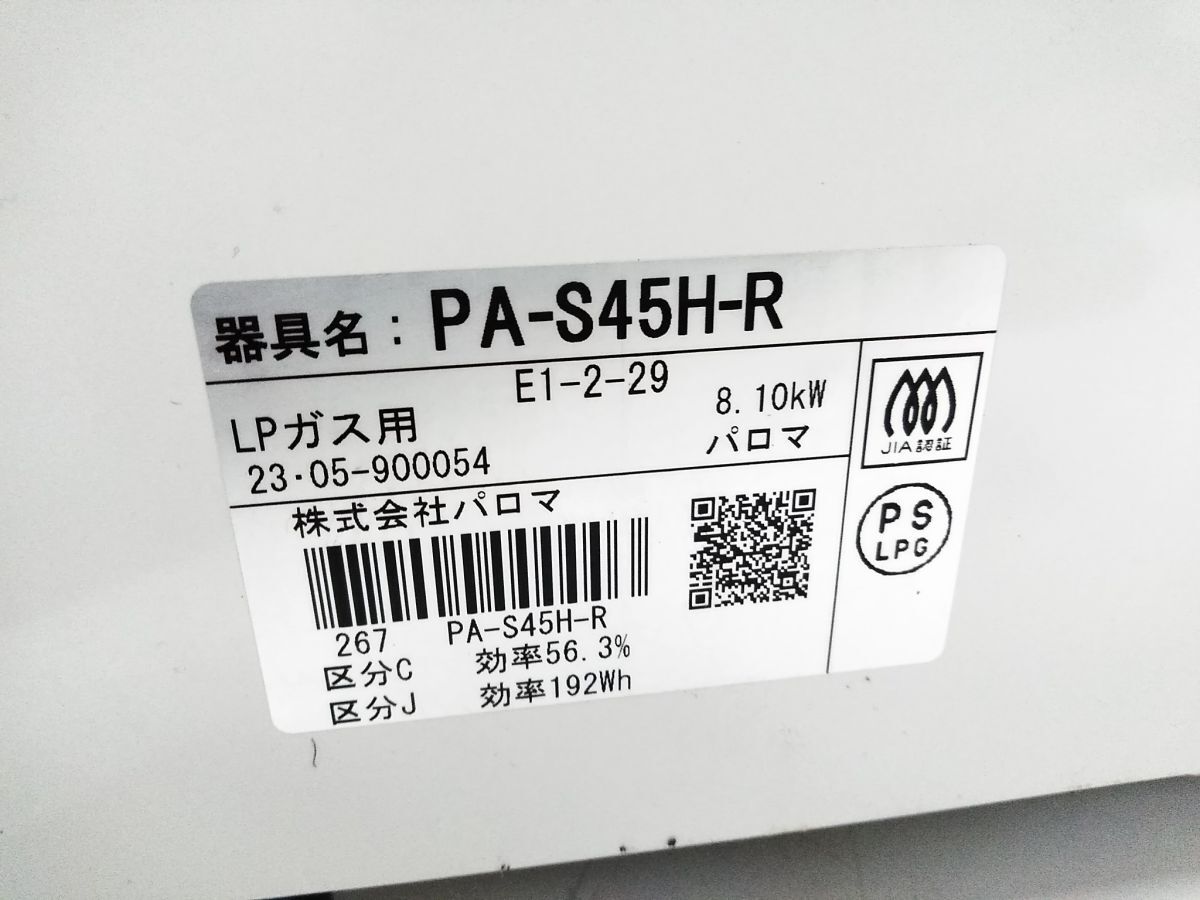 器具名：PA-S45H-R
E1-2-29
LPガス用
8.10kW
23・05-900054
パロマ
JIA認証
PS
LPG
株式会社パロマ
267 PA-S45H-R
区分C 効率56.3%
区分J 効率192Wh